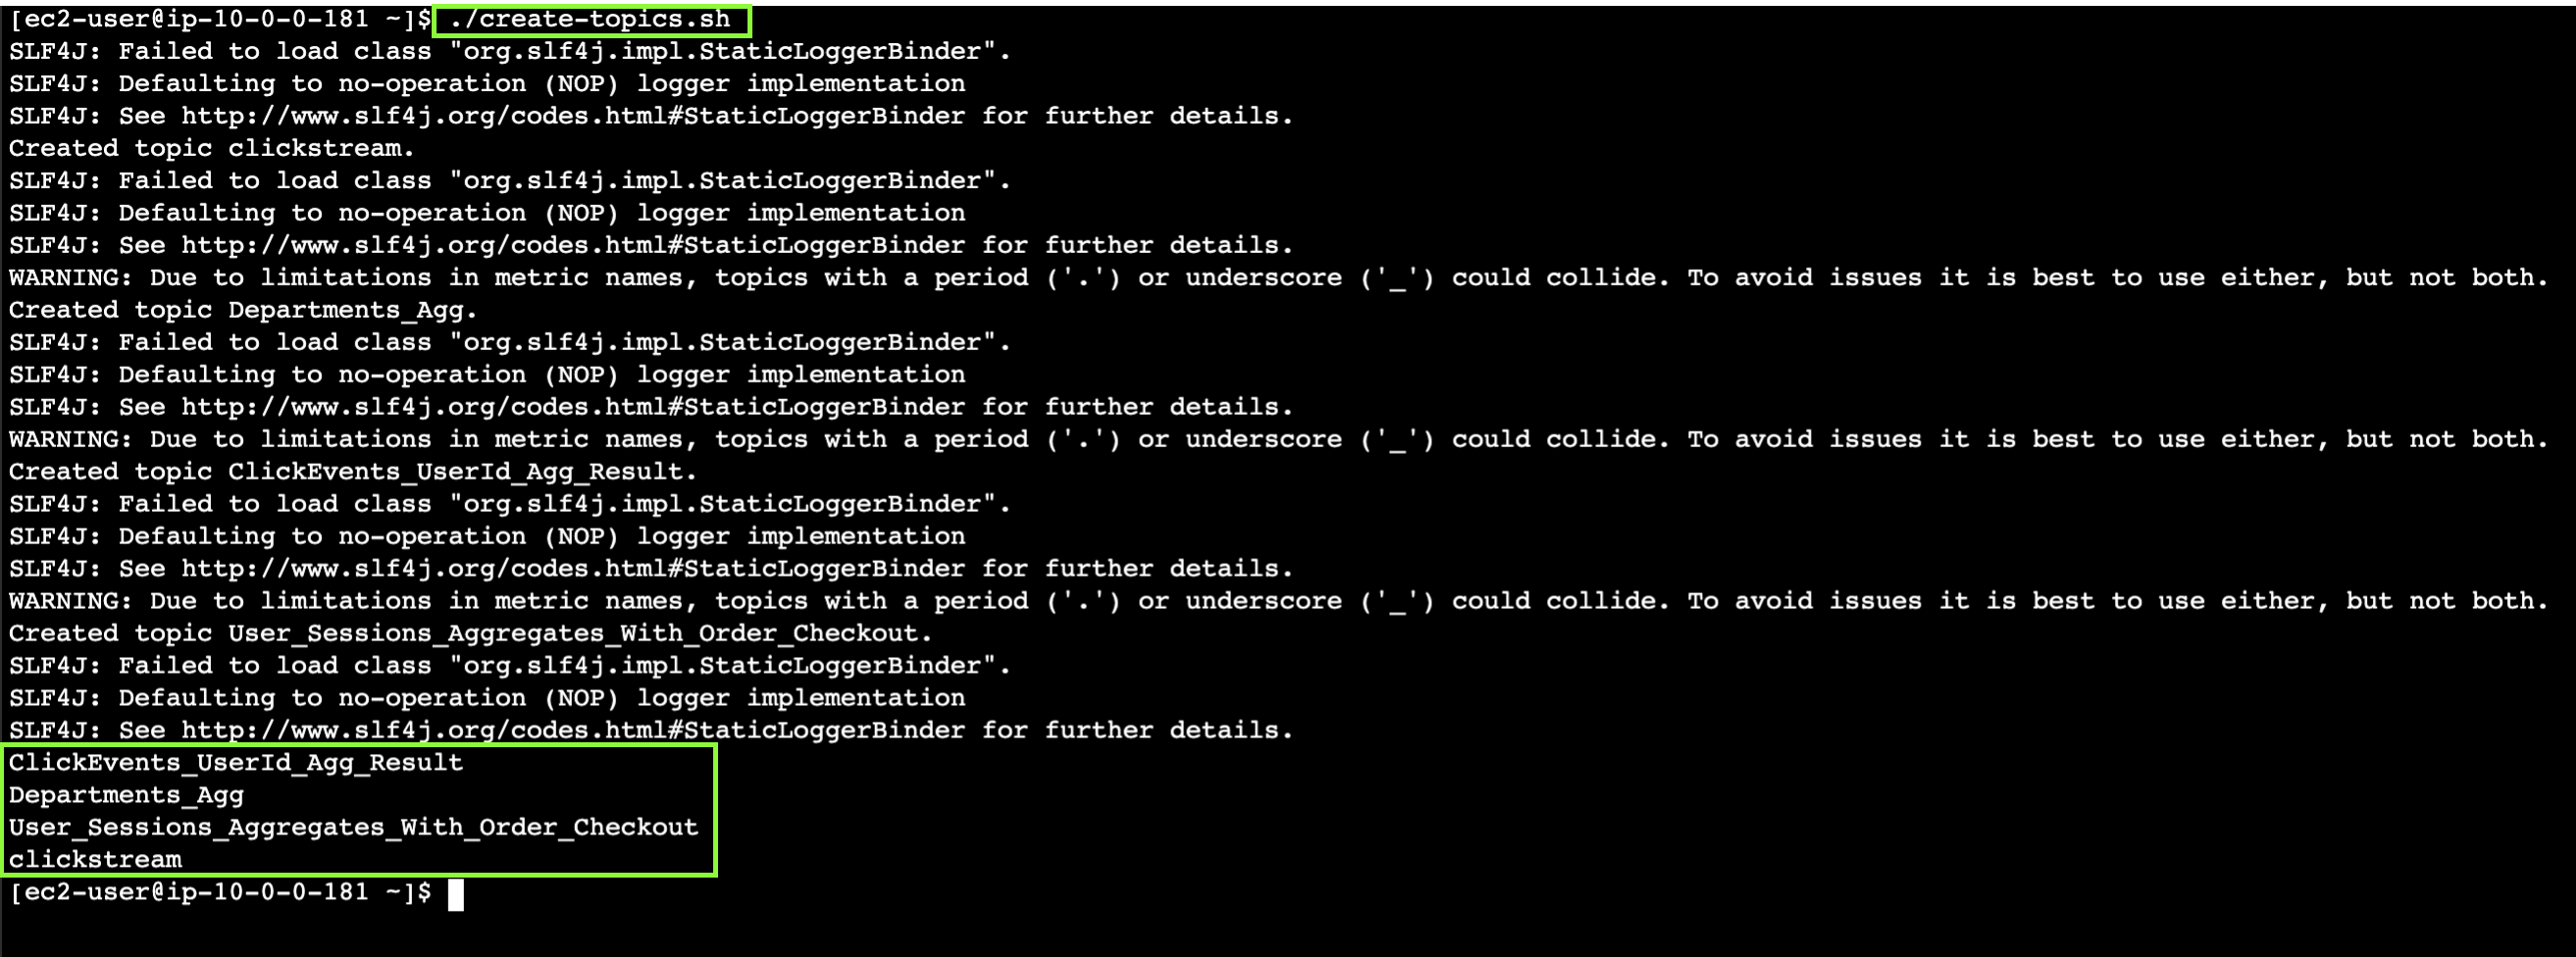 [ec2-user@ip-10-0-0-181 ~]$ ./create-topics.sh
SLF4J: Failed to load class "org.slf4j.impl.StaticLoggerBinder".
SLF4J: Defaulting to no-operation (NOP) logger implementation
SLF4J: See http://www.slf4j.org/codes.html#StaticLoggerBinder for further details.
Created topic clickstream.
SLF4J: Failed to load class "org.slf4j.impl.StaticLoggerBinder".
SLF4J: Defaulting to no-operation (NOP) logger implementation
SLF4J: See http://www.slf4j.org/codes.html#StaticLoggerBinder for further details.
WARNING: Due to limitations in metric names, topics with a period ('.') or underscore ('_') could collide. To avoid issues it is best to use either, but not both.
Created topic Departments_Agg.
SLF4J: Failed to load class "org.slf4j.impl.StaticLoggerBinder".
SLF4J: Defaulting to no-operation (NOP) logger implementation
SLF4J: See http://www.slf4j.org/codes.html#StaticLoggerBinder for further details.
WARNING: Due to limitations in metric names, topics with a period ('.') or underscore ('_') could collide. To avoid issues it is best to use either, but not both.
Created topic ClickEvents_UserId_Agg_Result.
SLF4J: Failed to load class "org.slf4j.impl.StaticLoggerBinder".
SLF4J: Defaulting to no-operation (NOP) logger implementation
SLF4J: See http://www.slf4j.org/codes.html#StaticLoggerBinder for further details.
WARNING: Due to limitations in metric names, topics with a period ('.') or underscore ('_') could collide. To avoid issues it is best to use either, but not both.
Created topic User_Sessions_Aggregates_With_Order_Checkout.
SLF4J: Failed to load class "org.slf4j.impl.StaticLoggerBinder".
SLF4J: Defaulting to no-operation (NOP) logger implementation
SLF4J: See http://www.slf4j.org/codes.html#StaticLoggerBinder for further details.
ClickEvents_UserId_Agg_Result
Departments_Agg
User_Sessions_Aggregates_With_Order_Checkout
clickstream
[ec2-user@ip-10-0-0-181 ~]$